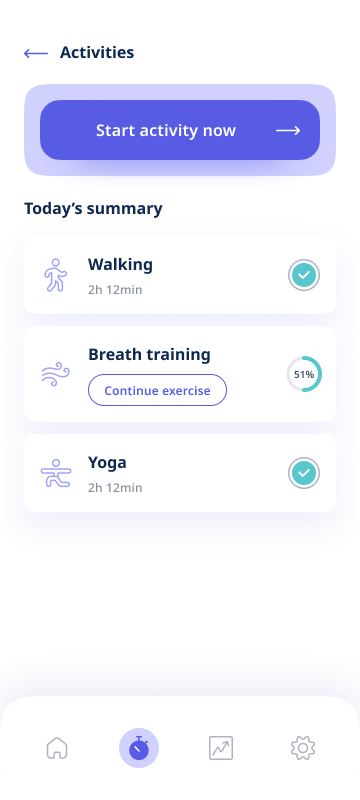 Activities
Start activity now
Today’s summary
Walking
2h 12min
Breath training
Continue exercise
51%
Yoga
2h 12min